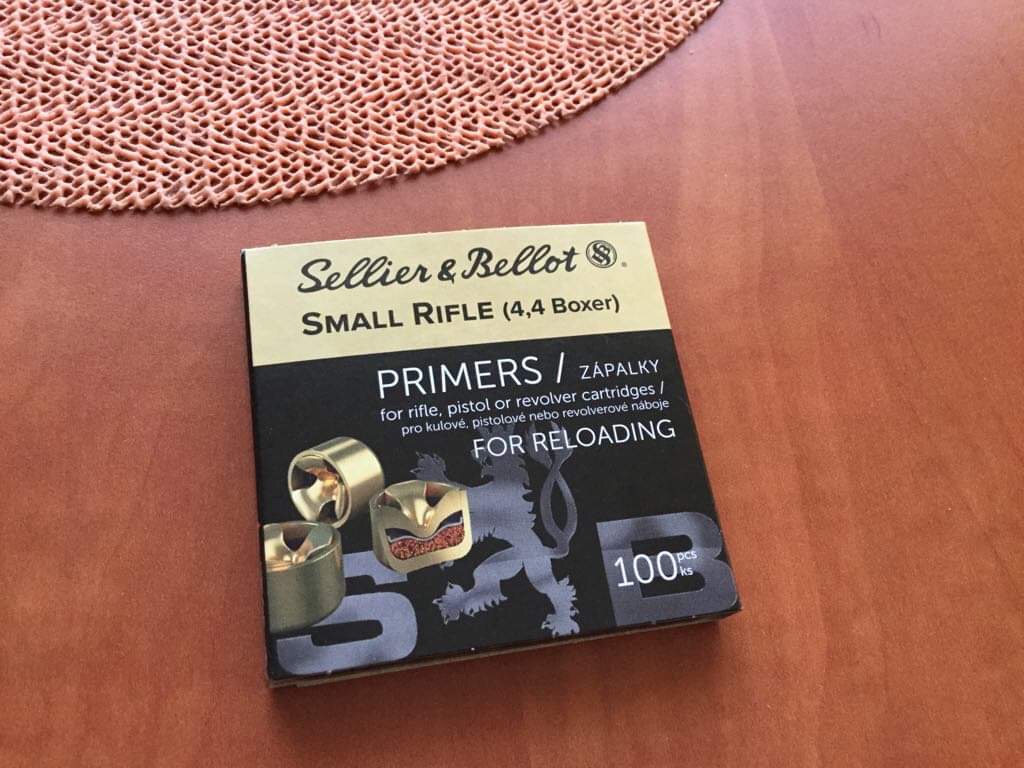 Sellier & Bellot
SMALL RIFLE (4,4 Boxer)
PRIMERS / ZÁPALKY
for rifle, pistol or revolver cartridges /
pro kulové, pistolové nebo revolverové náboje
FOR RELOADING
100 pcs
ks
S B